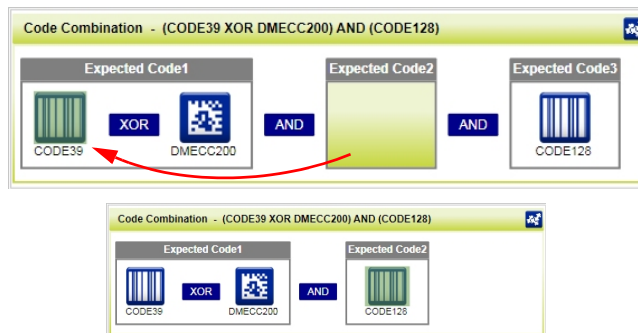 Code Combination - (CODE39 XOR DMECC200) AND (CODE128)
Expected Code1 Expected Code2 Expected Code3
XOR AND AND
CODE39 DMECC200 CODE128
Code Combination - (CODE39 XOR DMECC200) AND (CODE128)
Expected Code1 Expected Code2
XOR AND
CODE39 DMECC200 CODE128